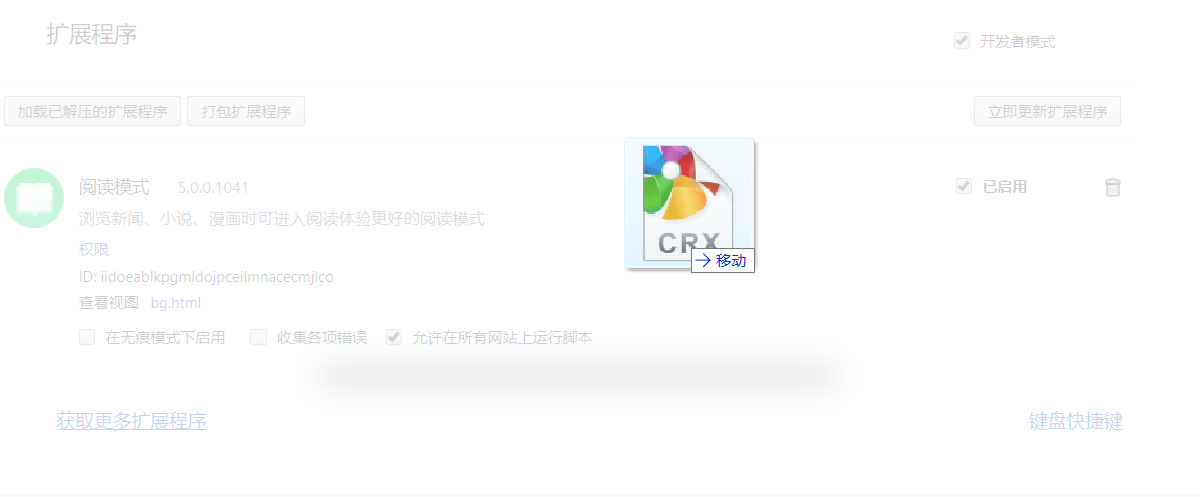 扩展程序
开发者模式
加载已解压的扩展程序 打包扩展程序 立即更新扩展程序
阅读模式 5.0.0.1041 已启用
浏览新闻、小说、漫画时可进入阅读体验更好的阅读模式
权限
CRX
→ 移动
ID: iidoeablkpgmldojpceilmnacecmjlco
查看视图 bg.html
在无痕模式下启用 收集各项错误 允许在所有网站上运行脚本
获取更多扩展程序 键盘快捷键